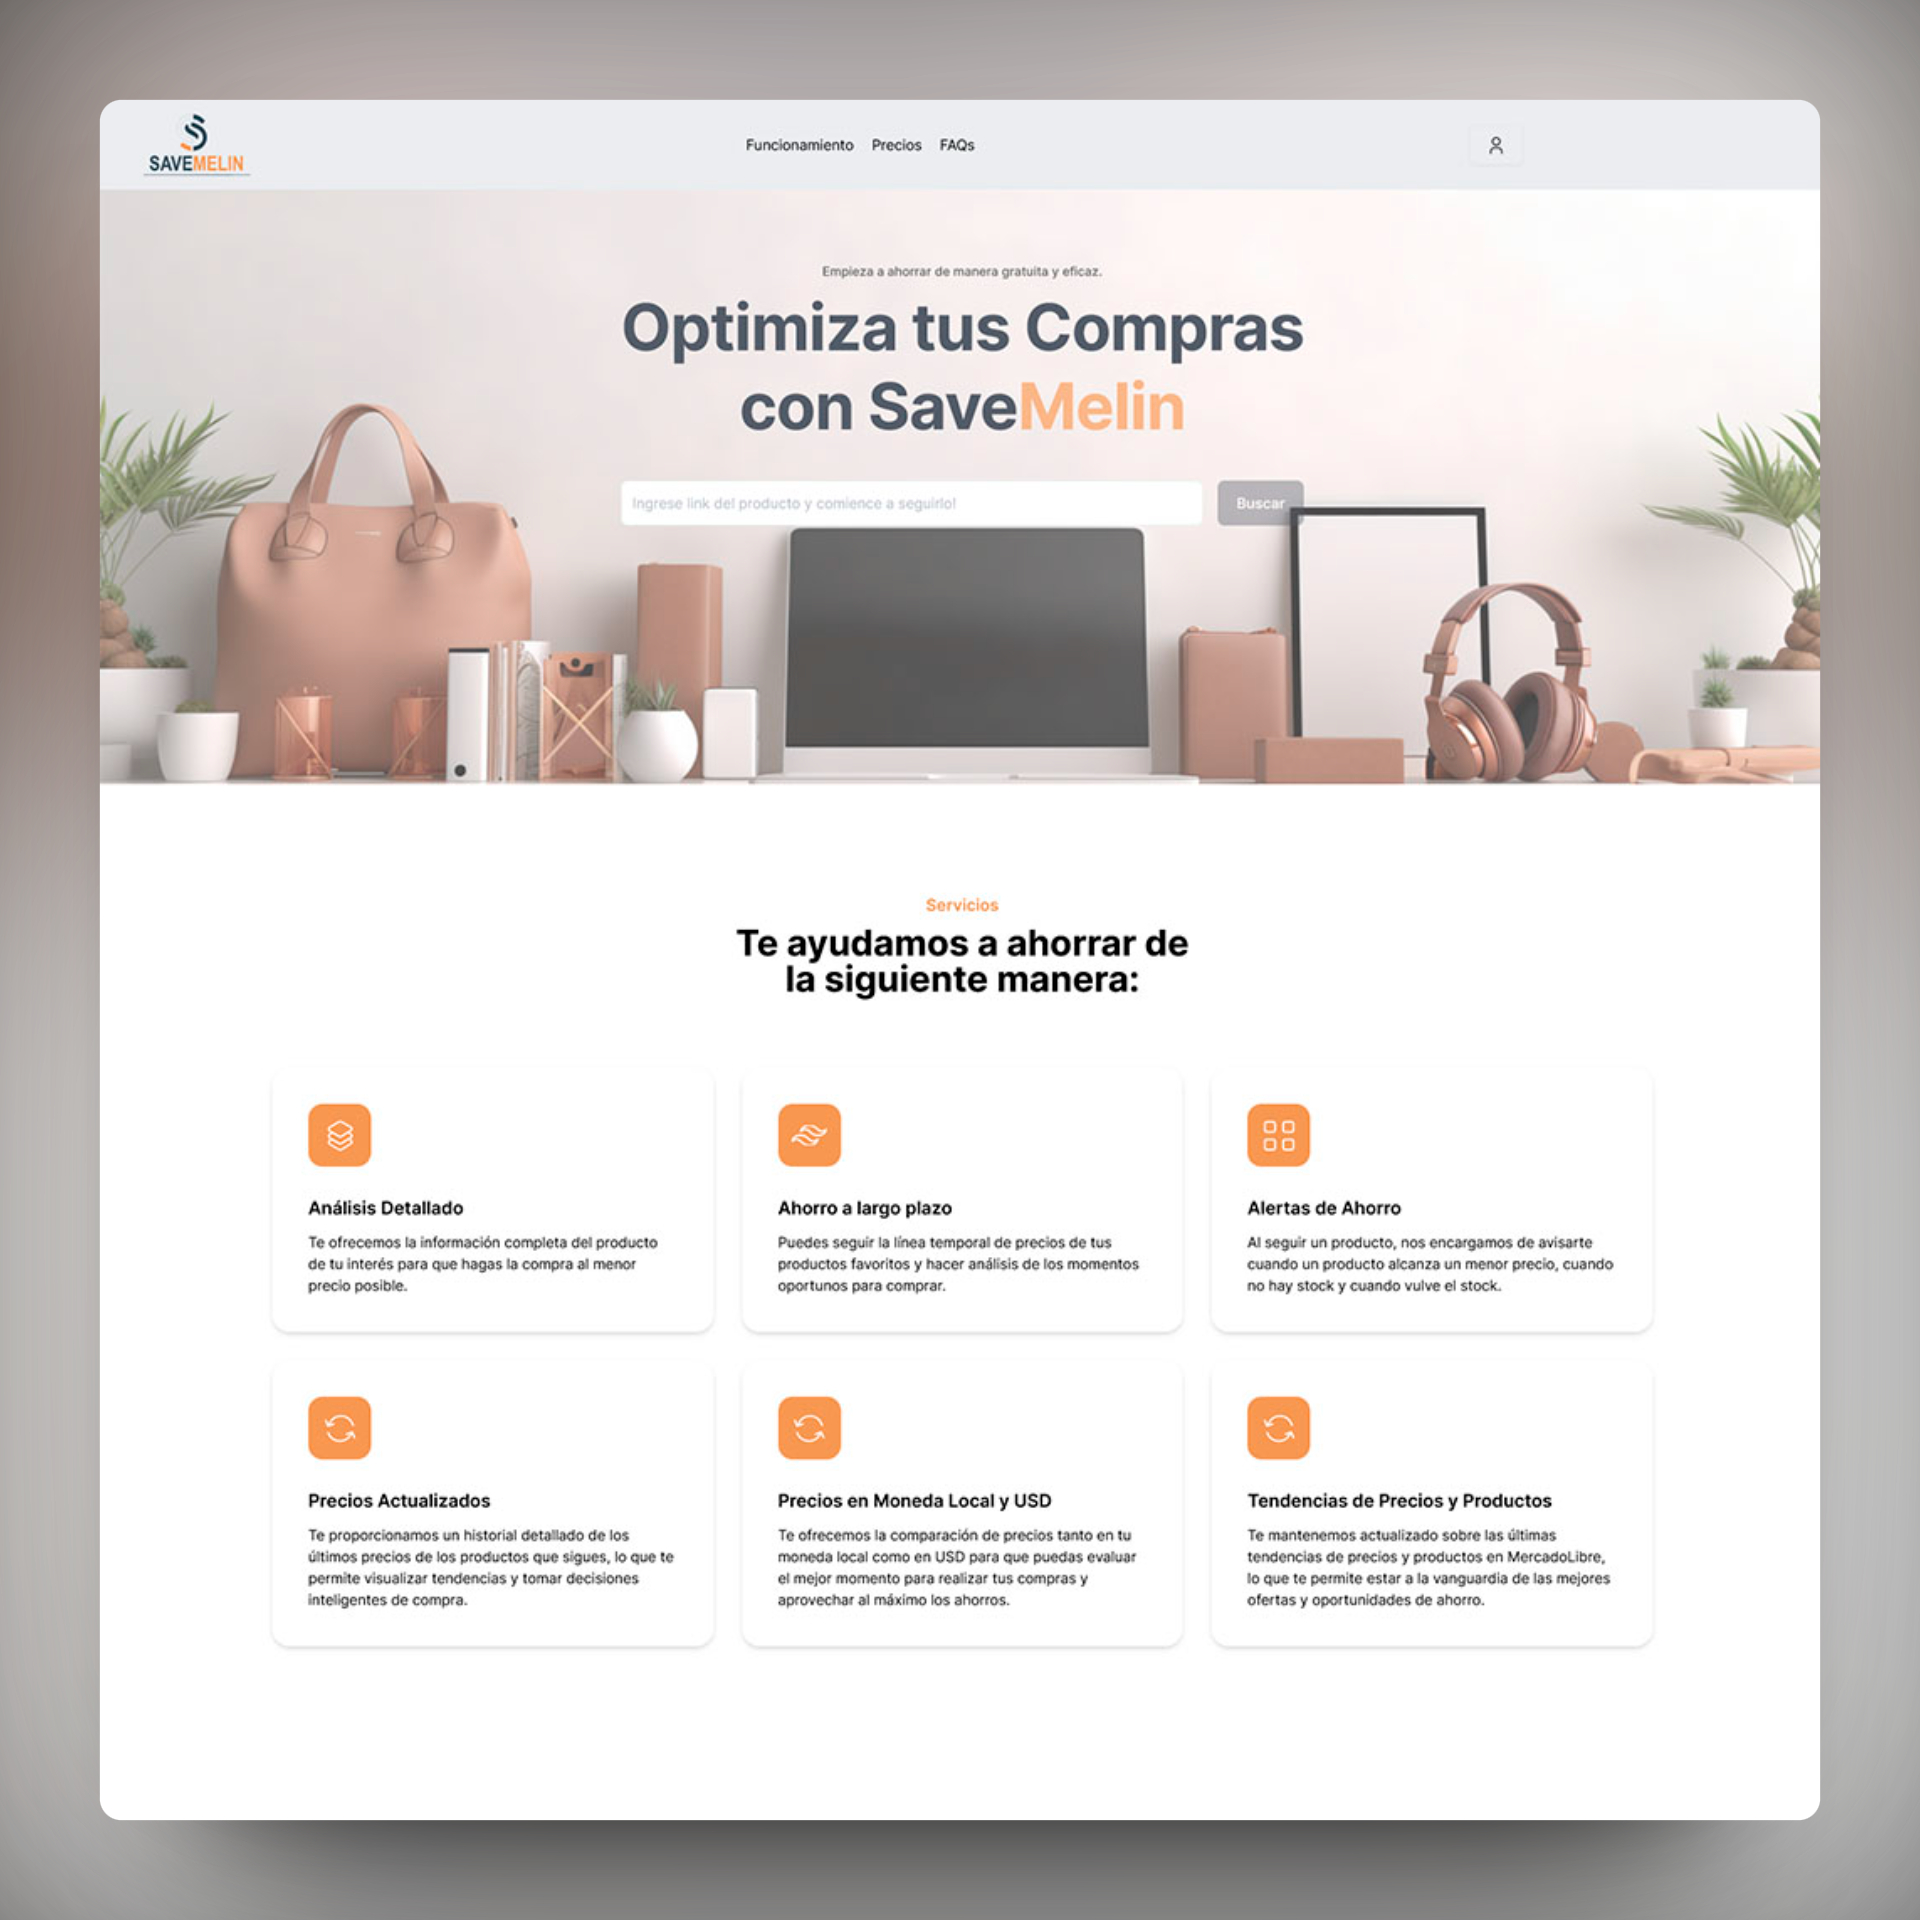 SAVEMELIN
Funcionamiento Precios FAQs
Empieza a ahorrar de manera gratuita y eficaz.
Optimiza tus Compras
con SaveMelin
Ingrese link del producto y comience a seguirlo!
Buscar
Servicios
Te ayudamos a ahorrar de
la siguiente manera:
Análisis Detallado
Te ofrecemos la información completa del producto
de tu interés para que hagas la compra al menor
precio posible.
Ahorro a largo plazo
Puedes seguir la línea temporal de precios de tus
productos favoritos y hacer análisis de los momentos
oportunos para comprar.
Alertas de Ahorro
Al seguir un producto, nos encargamos de avisarte
cuando un producto alcanza un menor precio, cuando
no hay stock y cuando vulve el stock.
Precios Actualizados
Te proporcionamos un historial detallado de los
últimos precios de los productos que sigues, lo que te
permite visualizar tendencias y tomar decisiones
inteligentes de compra.
Precios en Moneda Local y USD
Te ofrecemos la comparación de precios tanto en tu
moneda local como en USD para que puedas evaluar
el mejor momento para realizar tus compras y
aprovechar al máximo los ahorros.
Tendencias de Precios y Productos
Te mantenemos actualizado sobre las últimas
tendencias de precios y productos en MercadoLibre,
lo que te permite estar a la vanguardia de las mejores
ofertas y oportunidades de ahorro.